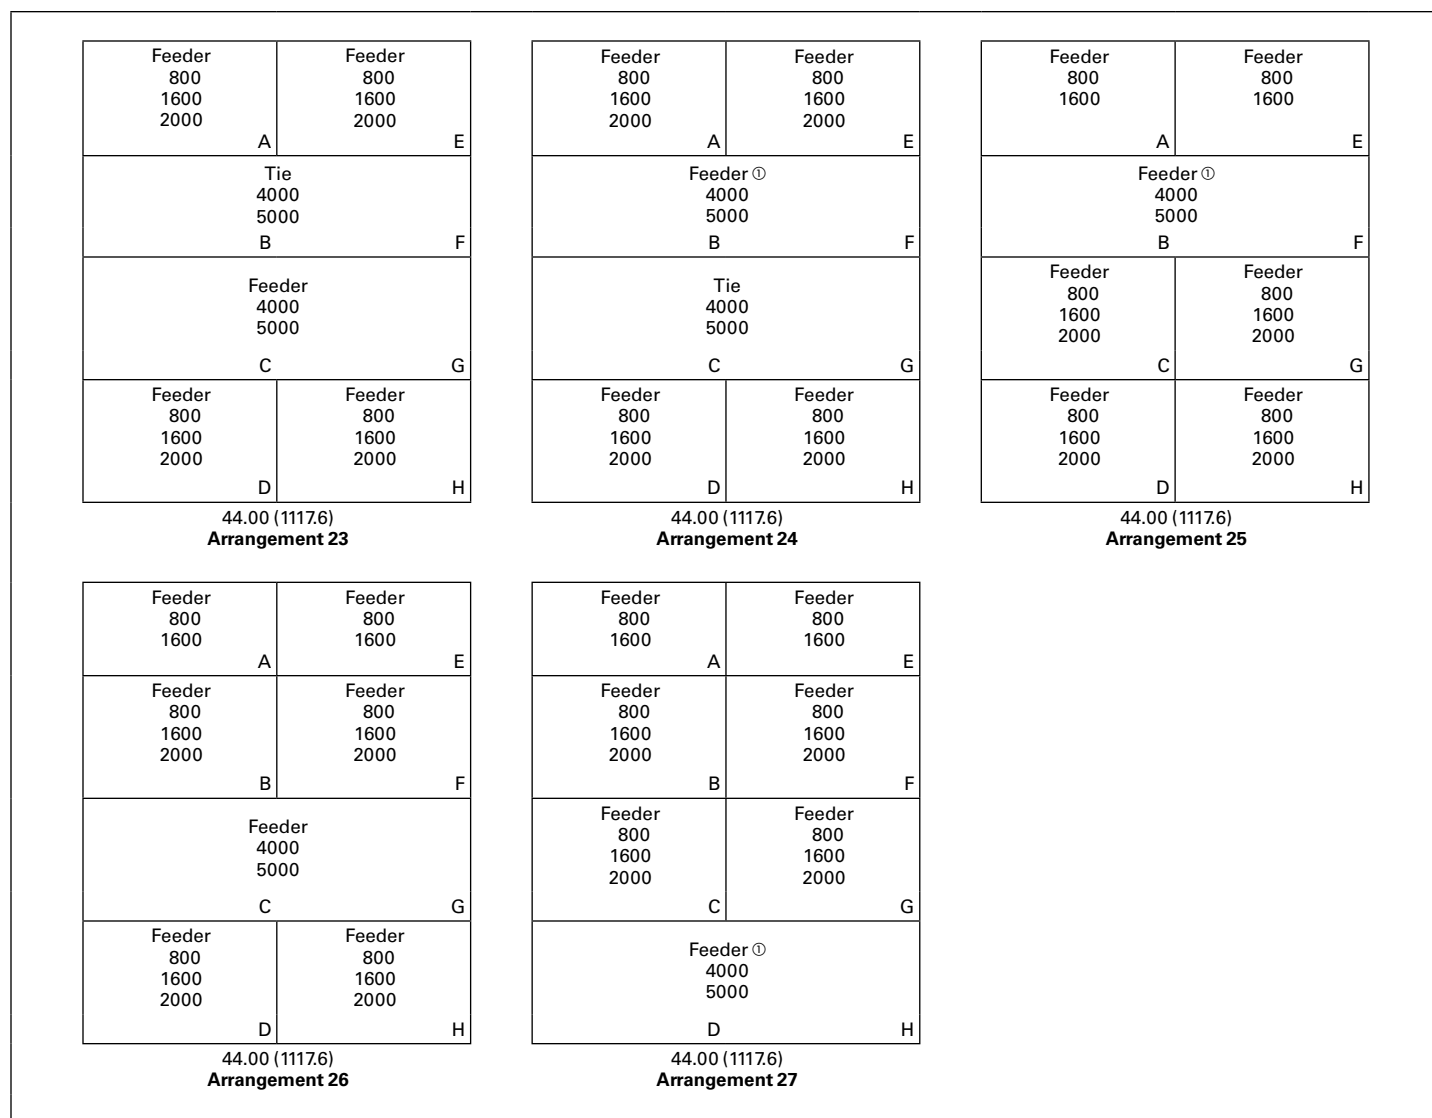 Feeder
800
1600
2000
A
Feeder
800
1600
2000
E
Tie
4000
5000
B F
Feeder
4000
5000
C G
Feeder
800
1600
2000
D
Feeder
800
1600
2000
H
44.00 (1117.6)
Arrangement 23
Feeder
800
1600
2000
A
Feeder
800
1600
2000
E
Feeder ①
4000
5000
B F
Tie
4000
5000
C G
Feeder
800
1600
2000
D
Feeder
800
1600
2000
H
44.00 (1117.6)
Arrangement 24
Feeder
800
1600
A
Feeder
800
1600
E
Feeder ①
4000
5000
B F
Feeder
800
1600
2000
C
Feeder
800
1600
2000
G
Feeder
800
1600
2000
D
Feeder
800
1600
2000
H
44.00 (1117.6)
Arrangement 25
Feeder
800
1600
A
Feeder
800
1600
E
Feeder
800
1600
2000
B
Feeder
800
1600
2000
F
Feeder
4000
5000
C G
Feeder
800
1600
2000
D
Feeder
800
1600
2000
H
44.00 (1117.6)
Arrangement 26
Feeder
800
1600
A
Feeder
800
1600
E
Feeder
800
1600
2000
B
Feeder
800
1600
2000
F
Feeder
800
1600
2000
C
Feeder
800
1600
2000
G
Feeder ①
4000
5000
D H
44.00 (1117.6)
Arrangement 27